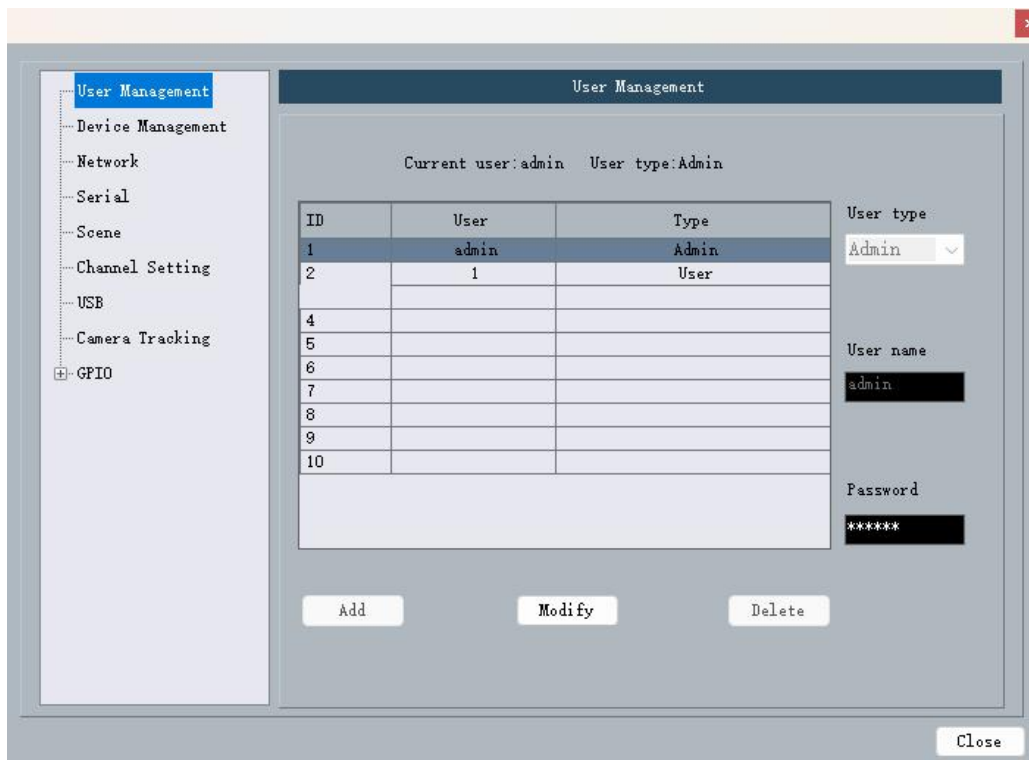 User Management
Device Management
Network
Serial
Scene
Channel Setting
USB
Camera Tracking
GPIO
User Management
Current user:admin User type:Admin
ID User Type
1 admin Admin
2 1 User
4
5
6
7
8
9
10
User type
Admin
User name
admin
Password
******
Add Modify Delete
Close